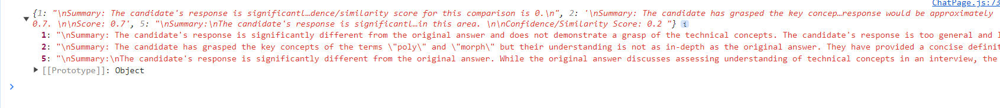 ChatPage.js:73
{1: "\nSummary: The candidate's response is significantl…dence/similarity score for this comparison is 0.\n", 2: '\nSummary: The candidate has grasped the key concep…response would be approximately
0.7. \n\nScore: 0.7', 5: "\nSummary:\nThe candidate's response is significantl…in this area. \n\nConfidence/Similarity Score: 0.2 "} i
1: "\nSummary: The candidate's response is significantly different from the original answer and does not demonstrate a grasp of the technical concepts. The candidate's response is too general and
2: "\nSummary: The candidate has grasped the key concepts of the terms \"poly\" and \"morph\" but their understanding is not as in-depth as the original answer. They have provided a concise definit
5: "\nSummary:\nThe candidate's response is significantly different from the original answer. While the original answer discusses assessing understanding of technical concepts in an interview, the
[[Prototype]]: Object